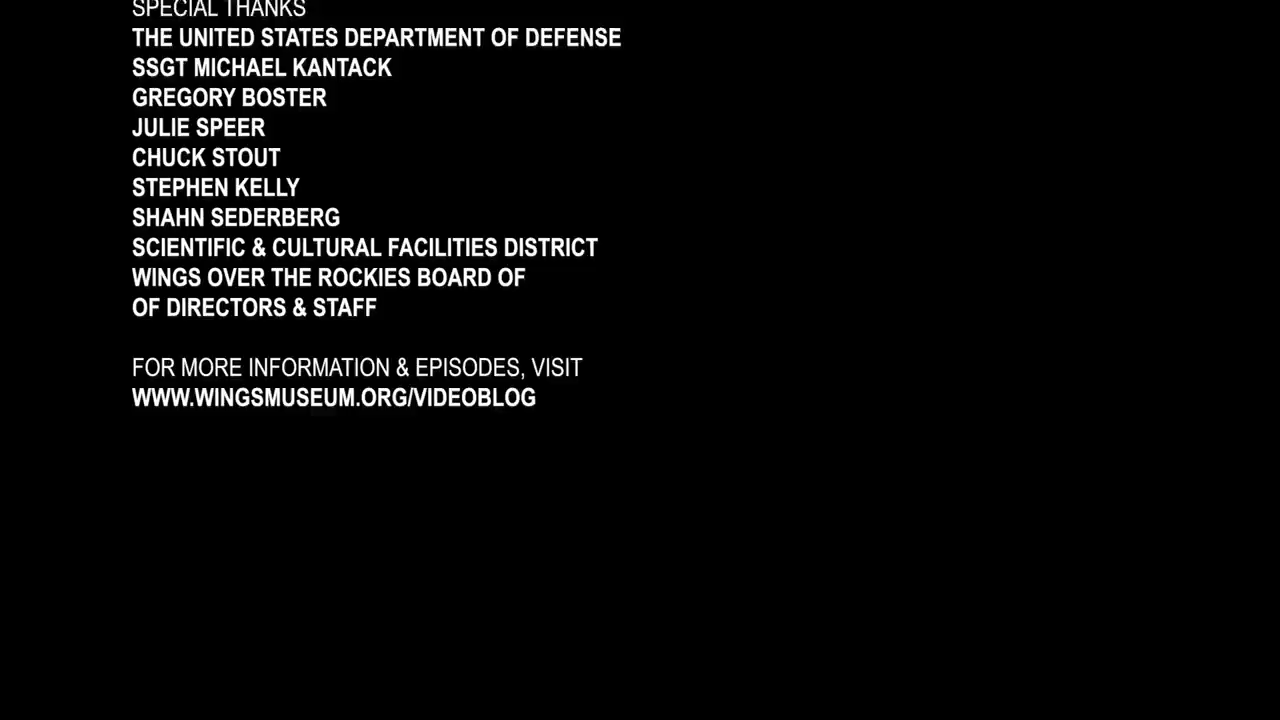 SPECIAL THANKS
THE UNITED STATES DEPARTMENT OF DEFENSE
SSGT MICHAEL KANTACK
GREGORY BOSTER
JULIE SPEER
CHUCK STOUT
STEPHEN KELLY
SHAHN SEDERBERG
SCIENTIFIC & CULTURAL FACILITIES DISTRICT
WINGS OVER THE ROCKIES BOARD OF
OF DIRECTORS & STAFF
FOR MORE INFORMATION & EPISODES, VISIT
WWW.WINGSMUSEUM.ORG/VIDEOBLOG